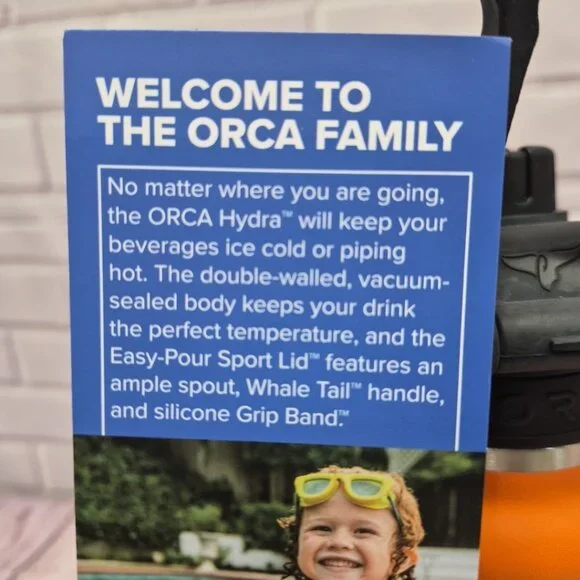 WELCOME TO
THE ORCA FAMILY
No matter where you are going,
the ORCA Hydra™ will keep your
beverages ice cold or piping
hot. The double-walled, vacuum-
sealed body keeps your drink
the perfect temperature, and the
Easy-Pour Sport Lid™ features an
ample spout, Whale Tail™ handle,
and silicone Grip Band.™